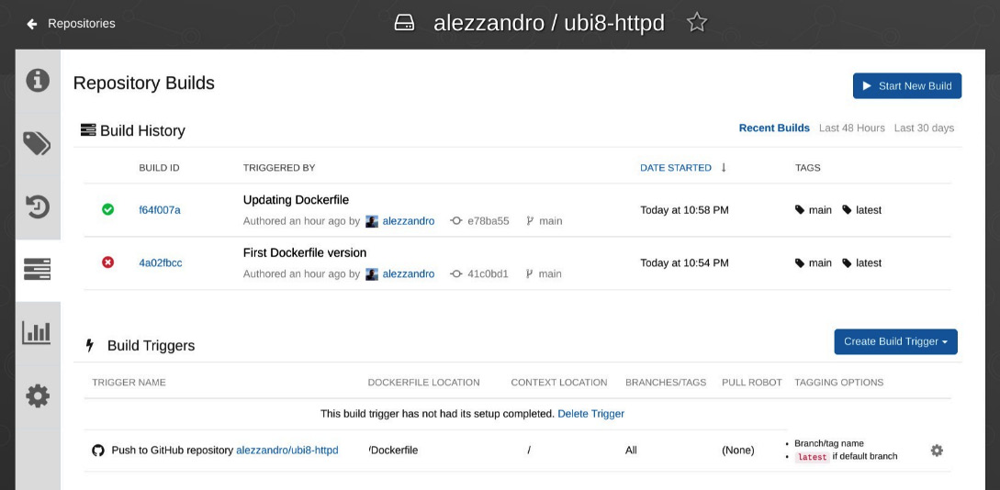 Repositories
alezzandro / ubi8-httpd
Repository Builds
Start New Build
Build History
Recent Builds Last 48 Hours Last 30 days
BUILD ID TRIGGERED BY DATE STARTED ↓ TAGS
Updating Dockerfile
f64f007a Today at 10:58 PM main latest
Authored an hour ago by alezzandro e78ba55 main
First Dockerfile version
4a02fbcc Today at 10:54 PM main latest
Authored an hour ago by alezzandro 41c0bd1 main
Build Triggers
Create Build Trigger
TRIGGER NAME DOCKERFILE LOCATION CONTEXT LOCATION BRANCHES/TAGS PULL ROBOT TAGGING OPTIONS
This build trigger has not had its setup completed. Delete Trigger
Push to GitHub repository alezzandro/ubi8-httpd /Dockerfile / All (None)
• Branch/tag name
• latest if default branch